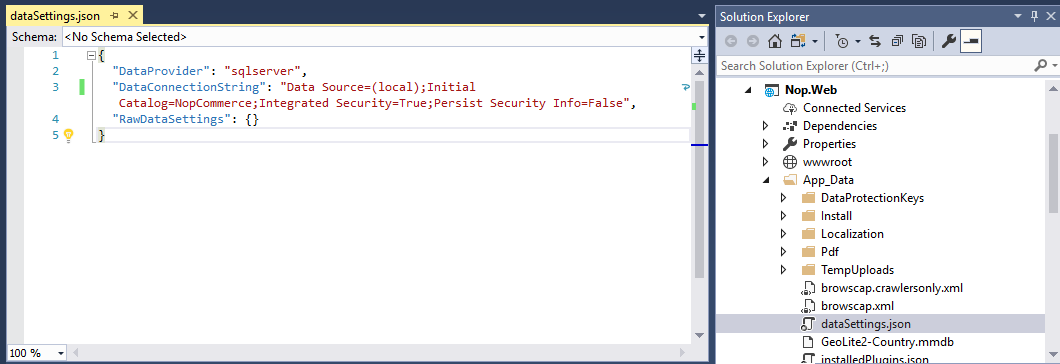 dataSettings.json
Schema: <No Schema Selected>
1 {
2 "DataProvider": "sqlserver",
3 "DataConnectionString": "Data Source=(local);Initial
Catalog=NopCommerce;Integrated Security=True;Persist Security Info=False",
4 "RawDataSettings": {}
5 }
100 %
Solution Explorer
Search Solution Explorer (Ctrl+;)
Nop.Web
Connected Services
Dependencies
Properties
wwwroot
App_Data
DataProtectionKeys
Install
Localization
Pdf
TempUploads
browscap.crawlersonly.xml
browscap.xml
dataSettings.json
GeoLite2-Country.mmdb
installedPlugins.json